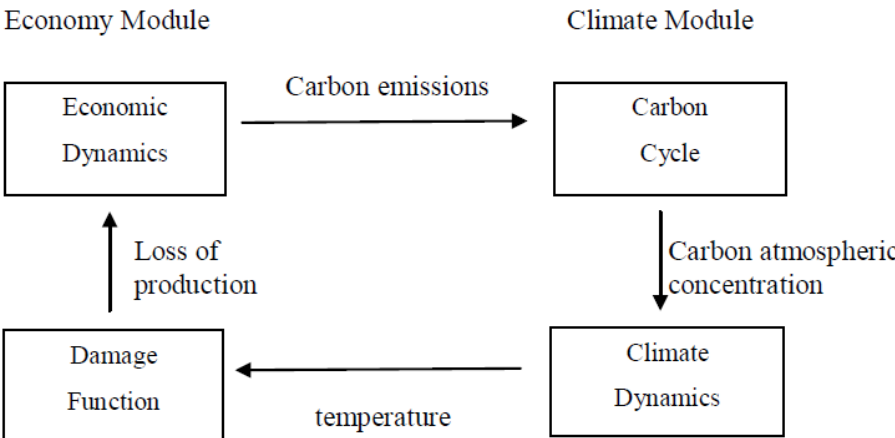 Economy Module
Climate Module
Economic
Dynamics
Carbon emissions
Carbon
Cycle
Loss of
production
Carbon atmospheric
concentration
Damage
Function
temperature
Climate
Dynamics